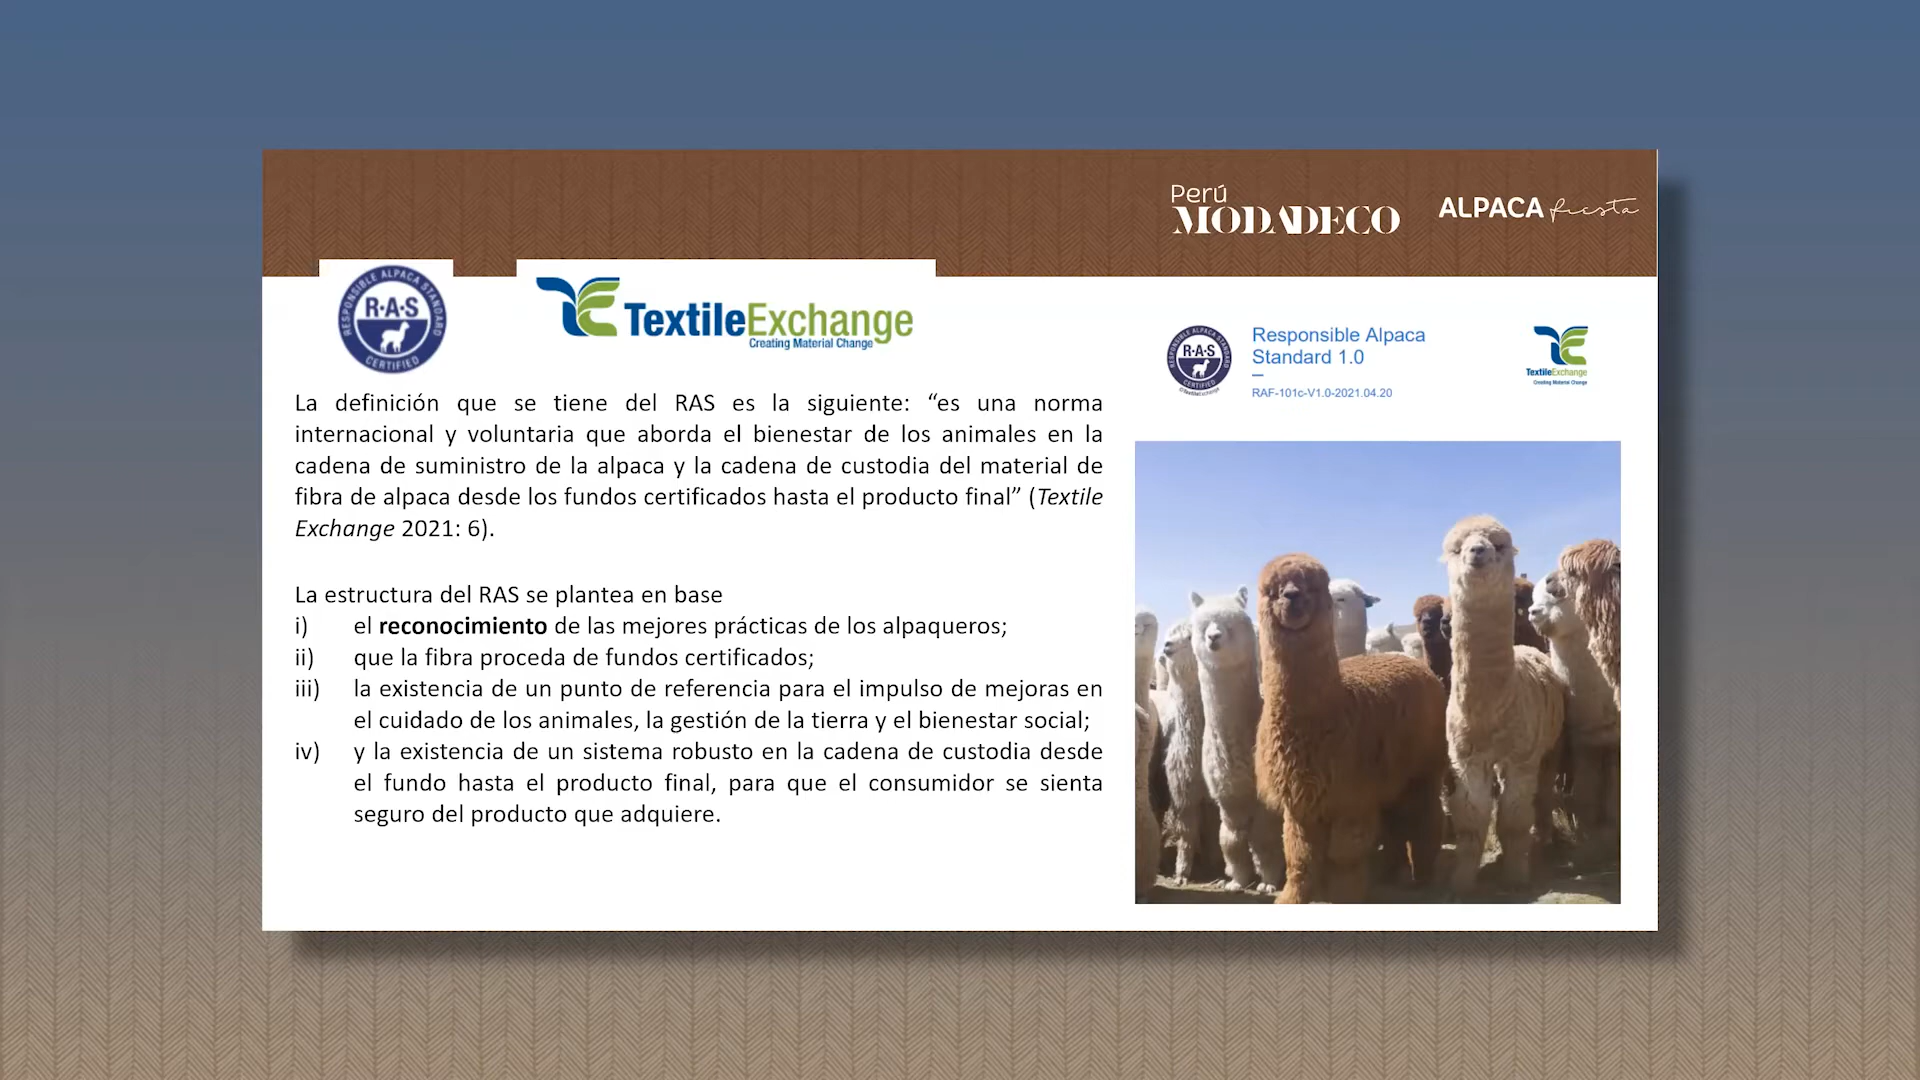 Perú
MODADECO
ALPACA fiesta
RESPONSIBLE ALPACA STANDARD
R·A·S
CERTIFIED
TextileExchange
Creating Material Change
RESPONSIBLE ALPACA STANDARD
R·A·S
CERTIFIED
Responsible Alpaca
Standard 1.0
RAF-101c-V1.0-2021.04.20
TextileExchange
Creating Material Change
La definición que se tiene del RAS es la siguiente: “es una norma
internacional y voluntaria que aborda el bienestar de los animales en la
cadena de suministro de la alpaca y la cadena de custodia del material de
fibra de alpaca desde los fundos certificados hasta el producto final” (Textile
Exchange 2021: 6).
La estructura del RAS se plantea en base
i) el reconocimiento de las mejores prácticas de los alpaqueros;
ii) que la fibra proceda de fundos certificados;
iii) la existencia de un punto de referencia para el impulso de mejoras en
el cuidado de los animales, la gestión de la tierra y el bienestar social;
iv) y la existencia de un sistema robusto en la cadena de custodia desde
el fundo hasta el producto final, para que el consumidor se sienta
seguro del producto que adquiere.